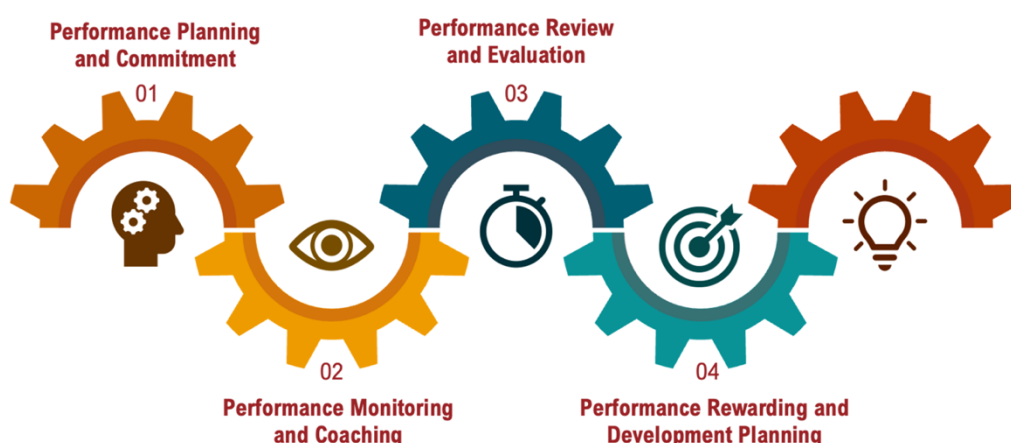 Performance Planning
and Commitment
01
02
Performance Monitoring
and Coaching
Performance Review
and Evaluation
03
04
Performance Rewarding and
Development Planning